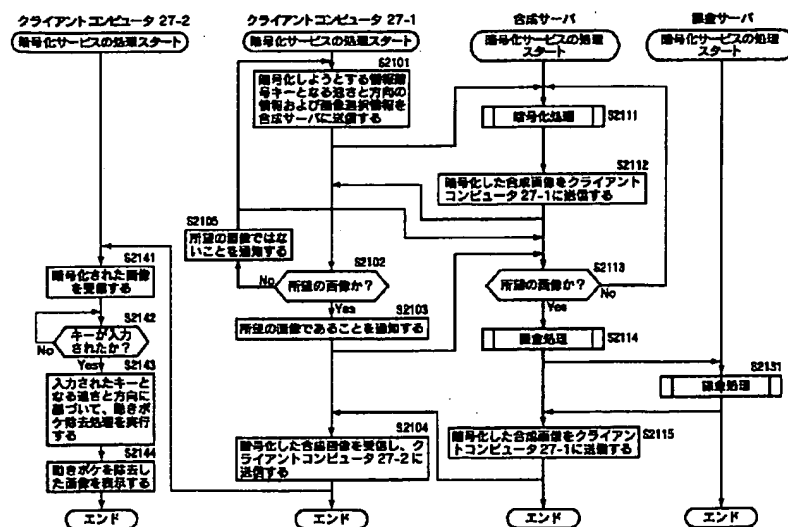 クライアントコンピュータ 27-2
暗号化サービスの処理スタート
S2141
暗号化された画像
を受信する
S2142
キーが入力
されたか?
No
Yes
S2143
入力されたキーと
なる速さと方向に
基づいて、動きボ
ケ除去処理を実行
する
S2144
動きボケを除去し
た画像を表示する
エンド
クライアントコンピュータ 27-1
暗号化サービスの処理スタート
S2101
暗号化しようとする情報暗
号キーとなる速さと方向の
情報および画像選択情報を
合成サーバに送信する
S2105
所望の画像ではな
いことを通知する
S2102
所望の画像か?
No
Yes
S2103
所望の画像であることを通知する
S2104
暗号化した合成画像を受信し、ク
ライアントコンピュータ27-2に
送信する
エンド
合成サーバ
暗号化サービスの処理
スタート
暗号化処理
S2111
S2112
暗号化した合成画像をクライアント
コンピュータ27-1に送信する
S2113
所望の画像か?
No
Yes
課金処理
S2114
暗号化した合成画像をクライアン
トコンピュータ27-1に送信する
S2115
エンド
課金サーバ
暗号化サービスの処理
スタート
S2131
課金処理
エンド